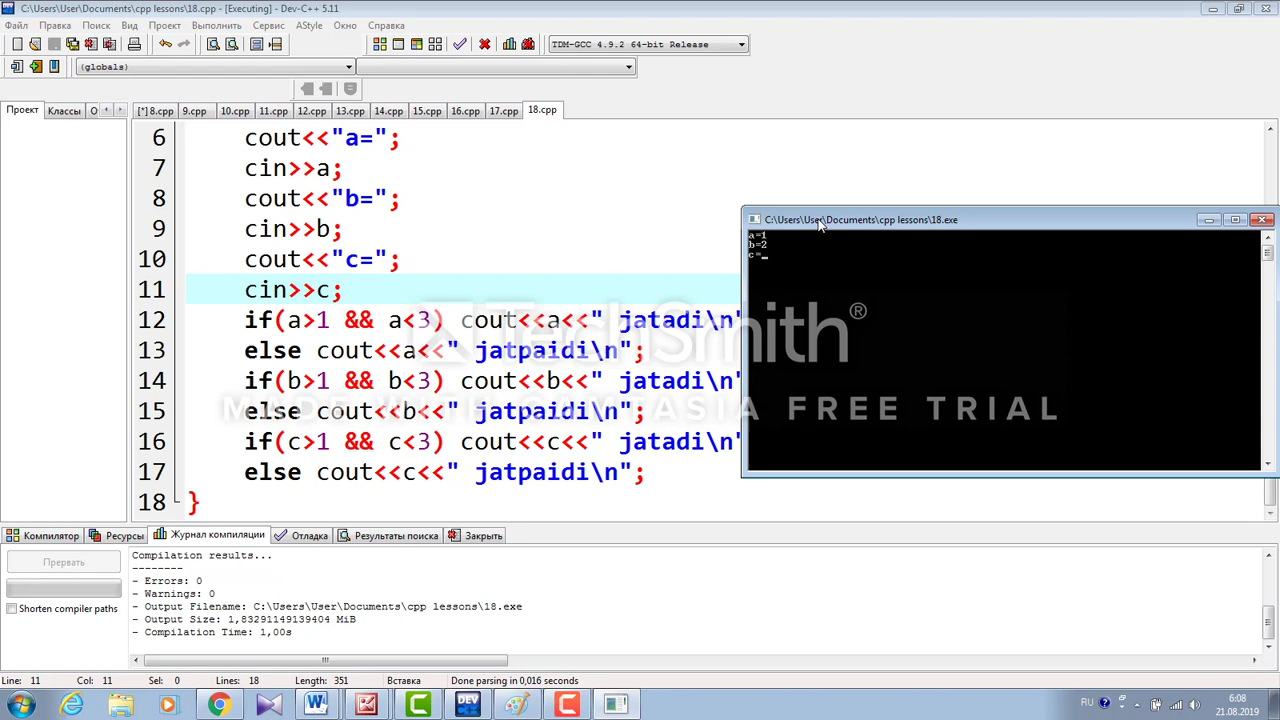 C:\Users\User\Documents\cpp lessons\18.cpp - [Executing] - Dev-C++ 5.11
Файл Правка Поиск Вид Проект Выполнить Сервис AStyle Окно Справка
TDM-GCC 4.9.2 64-bit Release
(globals)
Проект Классы О
[*] 8.cpp 9.cpp 10.cpp 11.cpp 12.cpp 13.cpp 14.cpp 15.cpp 16.cpp 17.cpp 18.cpp
6 cout<<"a=";
7 cin>>a;
8 cout<<"b=";
9 cin>>b;
10 cout<<"c=";
11 cin>>c;
12 if(a>1 && a<3) cout<<a<<" jatadi\n"
13 else cout<<a<<" jatpaidi\n";
14 if(b>1 && b<3) cout<<b<<" jatadi\n"
15 else cout<<b<<" jatpaidi\n";
16 if(c>1 && c<3) cout<<c<<" jatadi\n"
17 else cout<<c<<" jatpaidi\n";
18 }
C:\Users\User\Documents\cpp lessons\18.exe
a=1
b=2
c=_
TechSmith®
MADE WITH CAMTASIA FREE TRIAL
Компилятор Ресурсы Журнал компиляции Отладка Результаты поиска Закрыть
Прервать
Shorten compiler paths
Compilation results...
--------
- Errors: 0
- Warnings: 0
- Output Filename: C:\Users\User\Documents\cpp lessons\18.exe
- Output Size: 1,83291149139404 MiB
- Compilation Time: 1,00s
Line: 11 Col: 11 Sel: 0 Lines: 18 Length: 351 Вставка Done parsing in 0,016 seconds
RU 6:08
21.08.2019